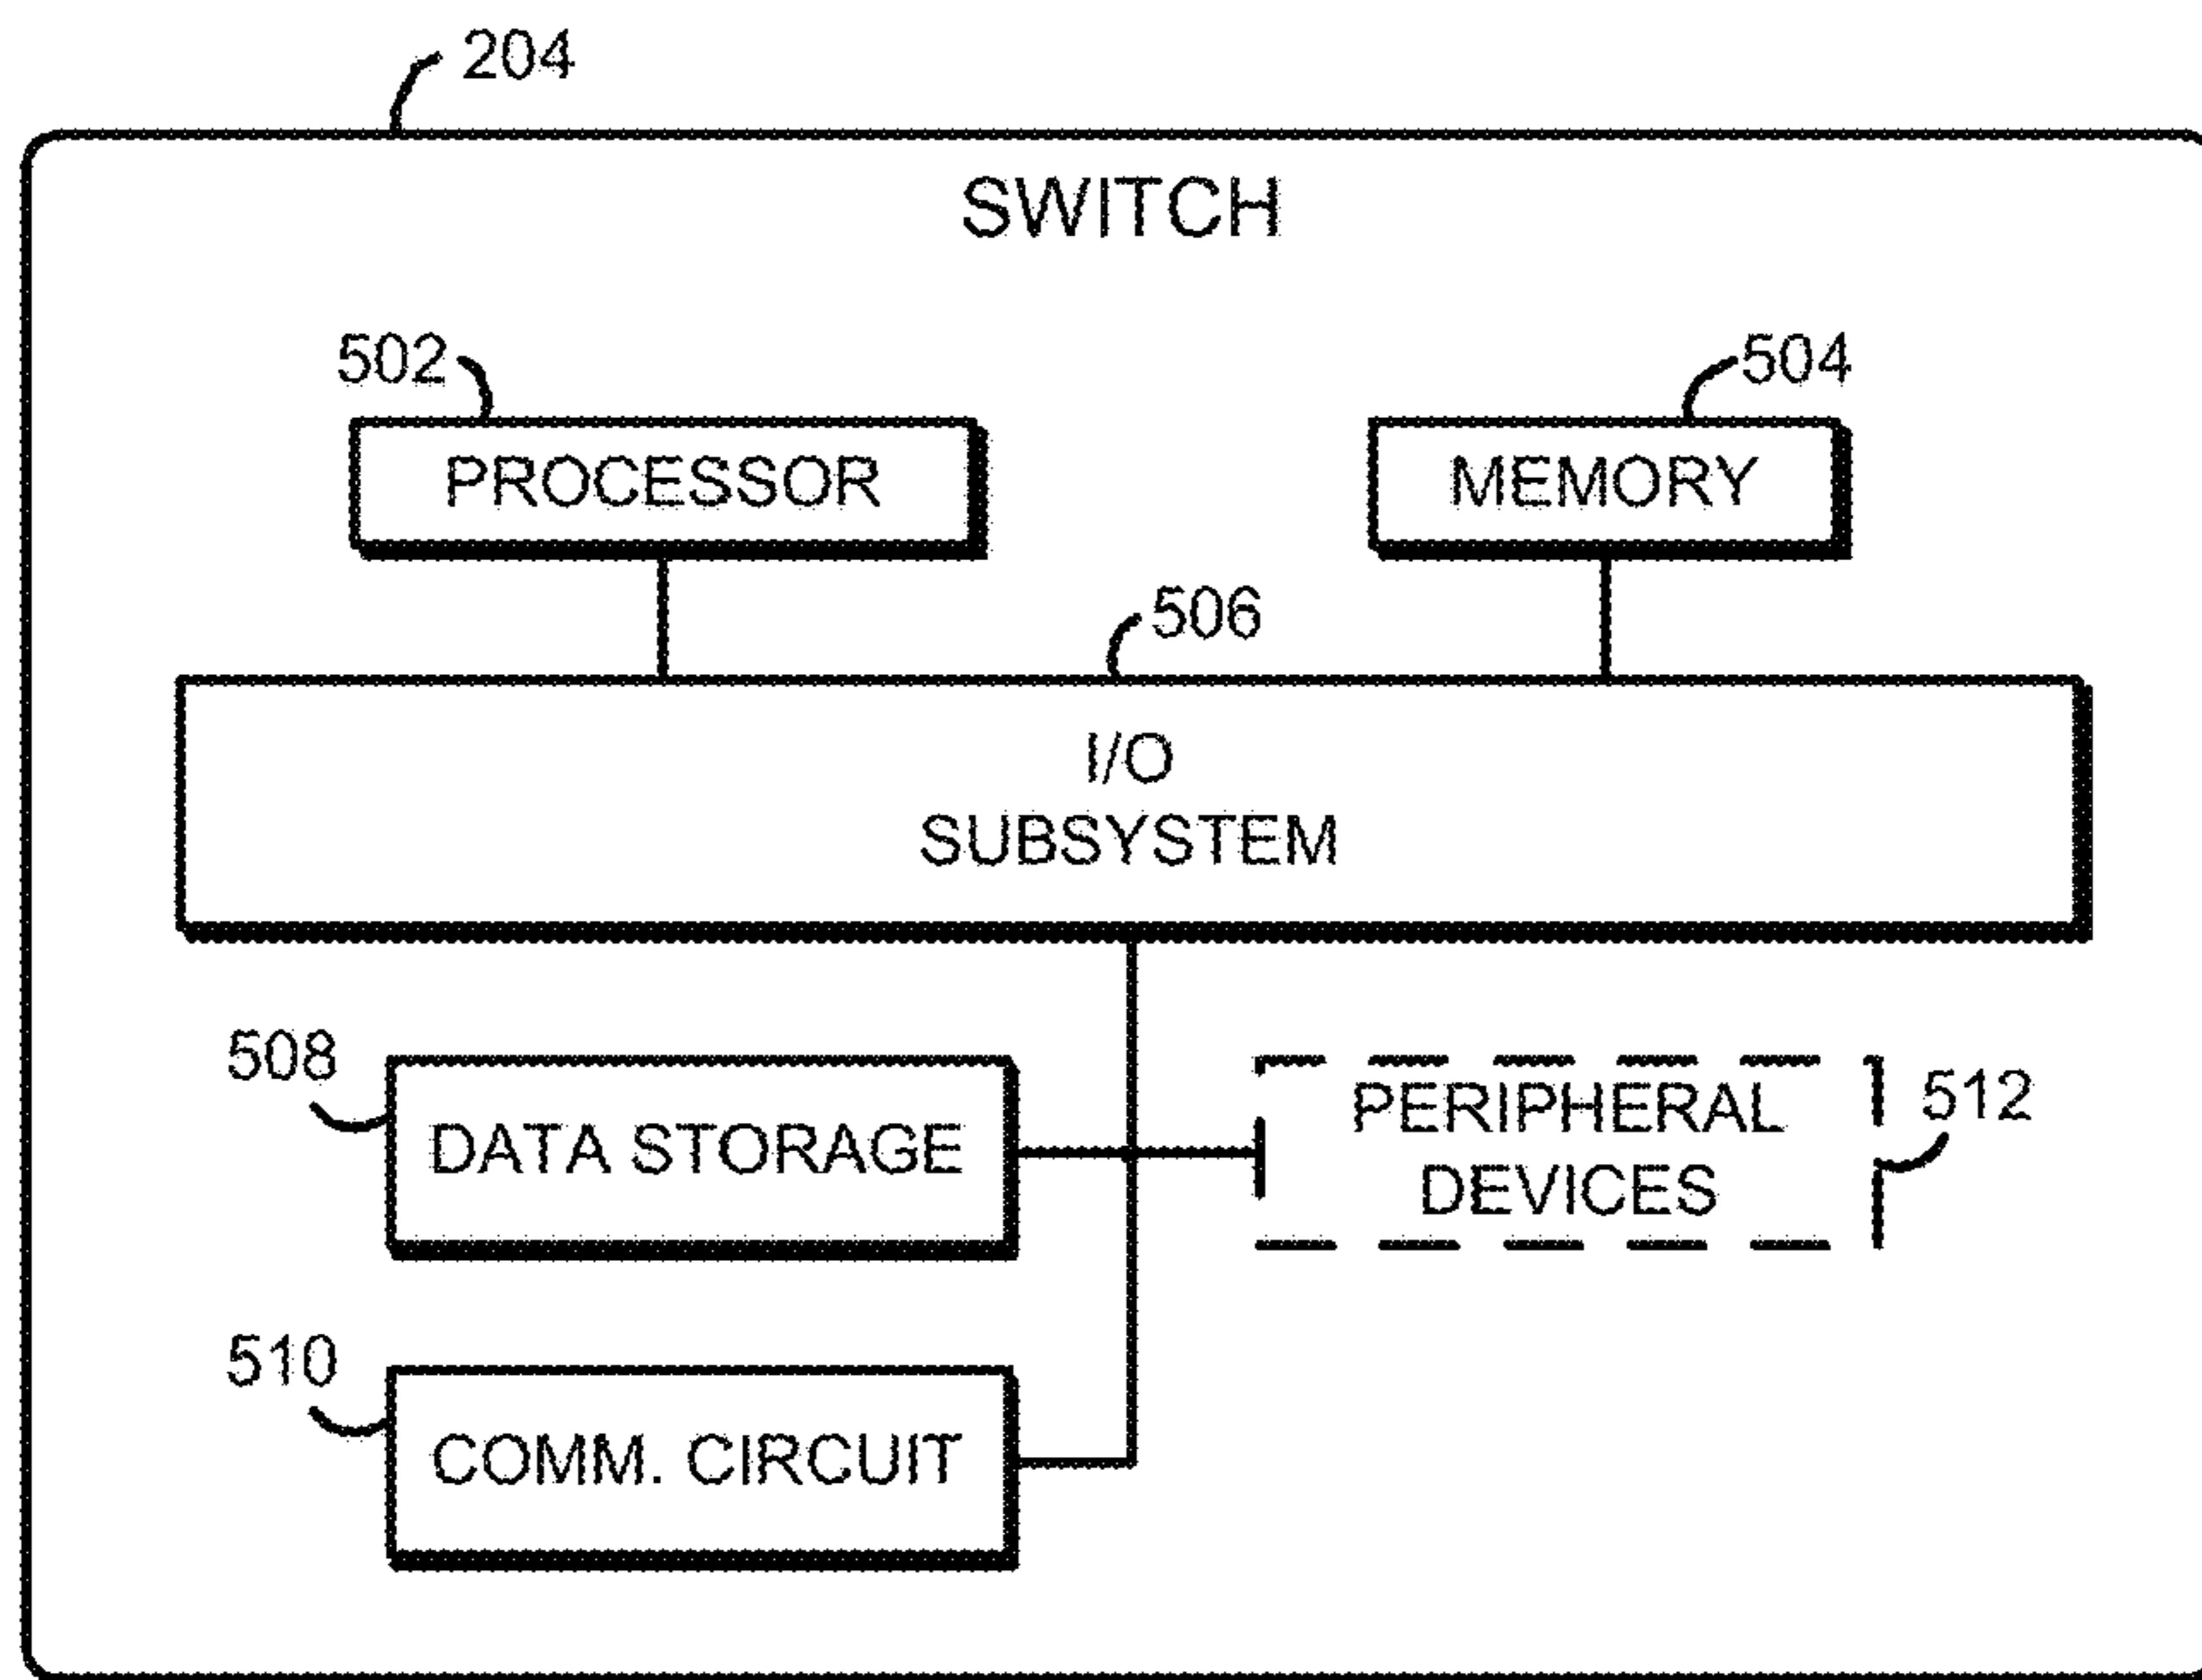 204
SWITCH
502
504
PROCESSOR
MEMORY
506
I/O
SUBSYSTEM
508
DATA STORAGE
PERIPHERAL
DEVICES
512
510
COMM. CIRCUIT